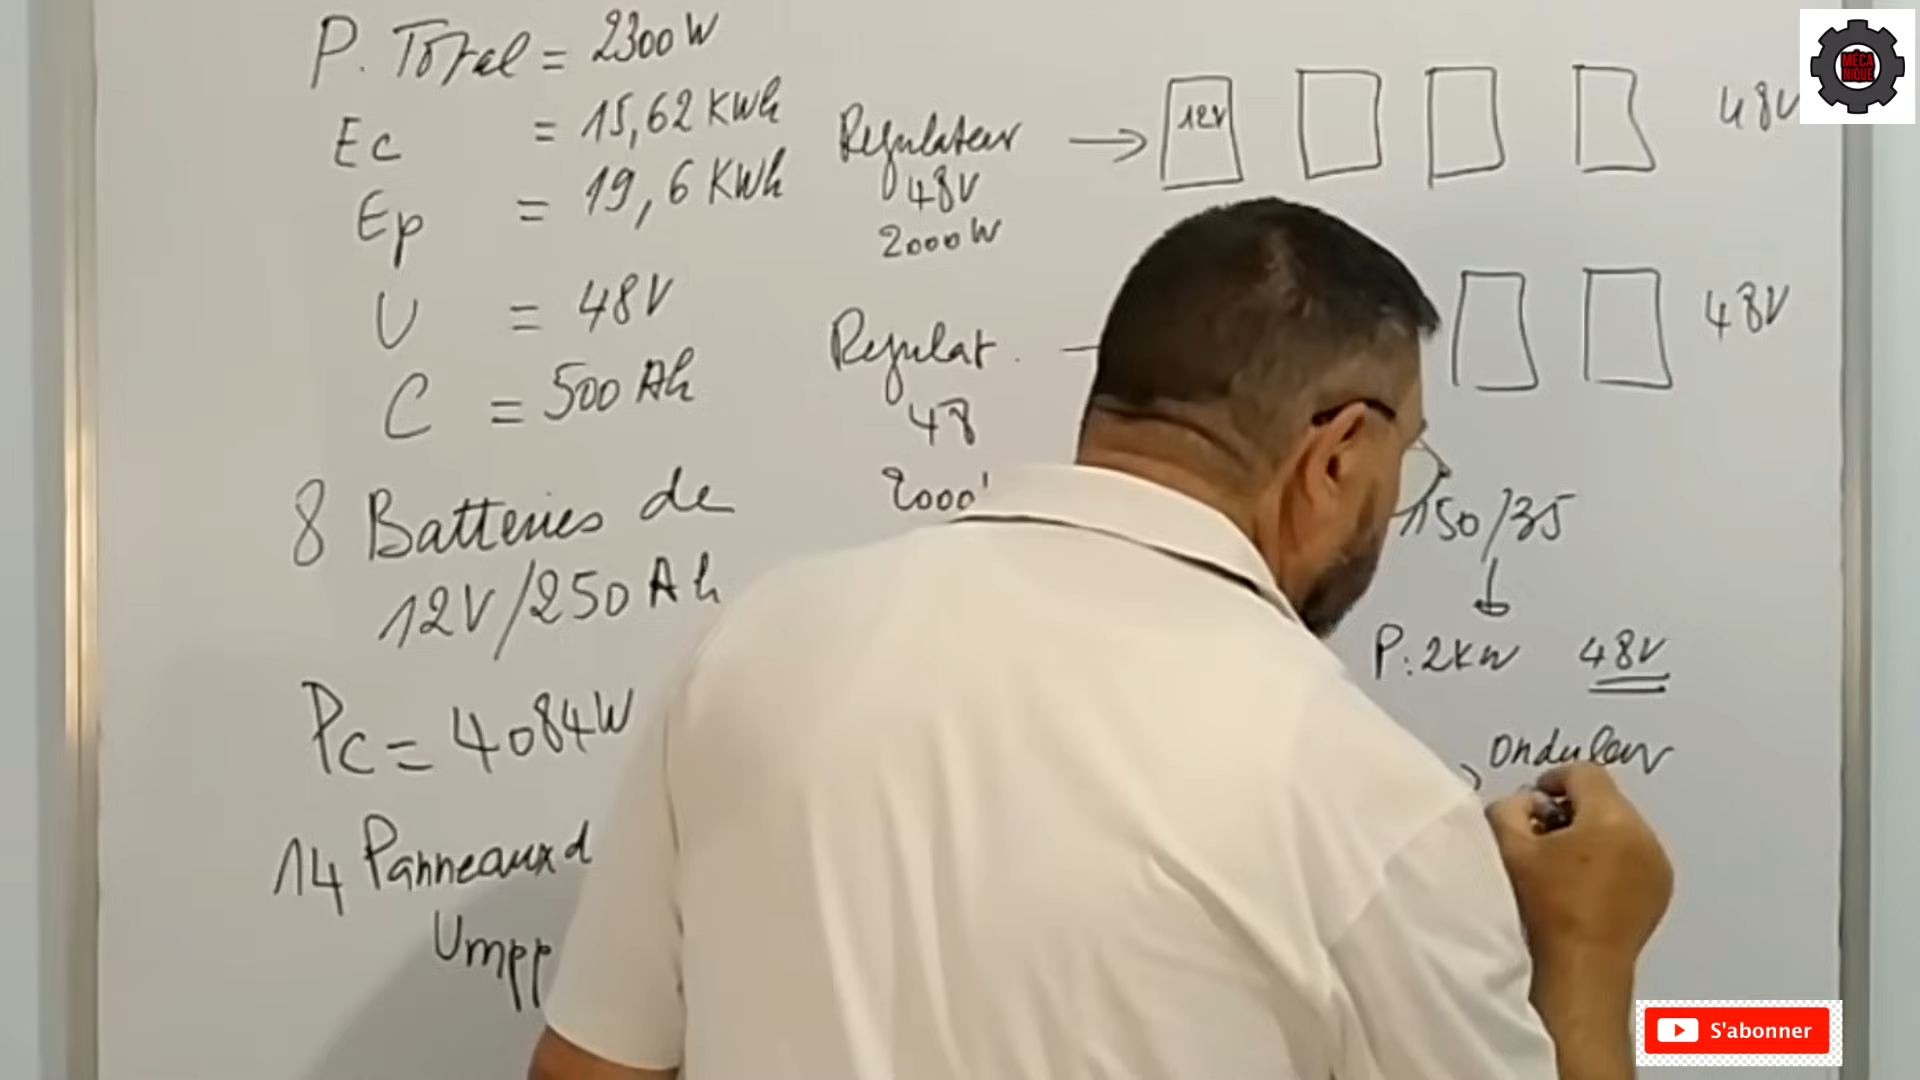 P. Total = 2300 W
Ec = 15,62 KWh
Ep = 19,6 KWh
U = 48V
C = 500 Ah
8 Batteries de
12V/250 Ah
Pc = 4084W
14 Panneaux d
Umpp
Regulateur
48V
2000 W
12V
48V
Regulat.
48
2000
48V
150/35
P: 2KW 48V
Onduleur
MÉCA
NIQUE
S'abonner